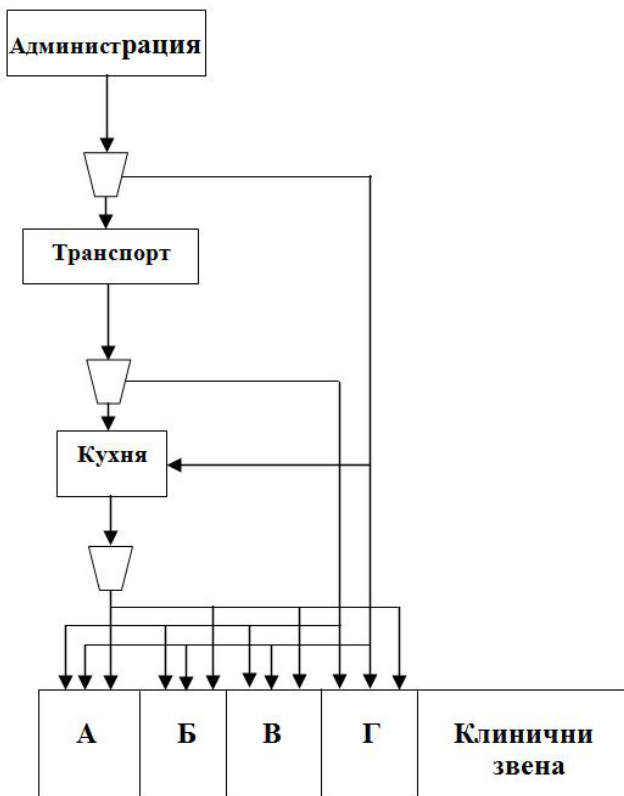 Администрация
Транспорт
Кухня
А Б В Г Клинични
звена